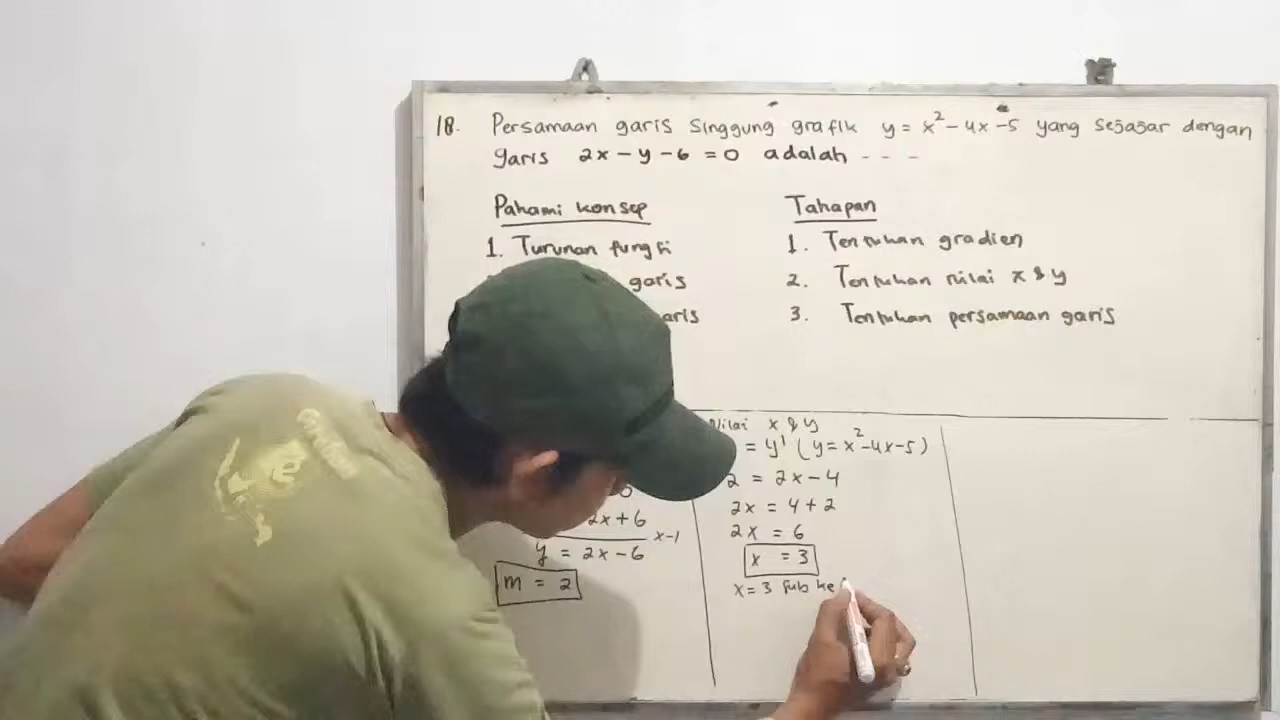 18. Persamaan garis singgung grafik y = x² - 4x - 5 yang sejajar dengan
garis 2x - y - 6 = 0 adalah - - -
Pahami konsep
1. Turunan fungsi
garis
aris
Tahapan
1. Tentukan gradien
2. Tentukan nilai x & y
3. Tentukan persamaan garis
2x + 6
x-1
y = 2x - 6
m = 2
Nilai x & y
= y' (y = x² - 4x - 5)
2 = 2x - 4
2x = 4 + 2
2x = 6
x = 3
x = 3 sub ke